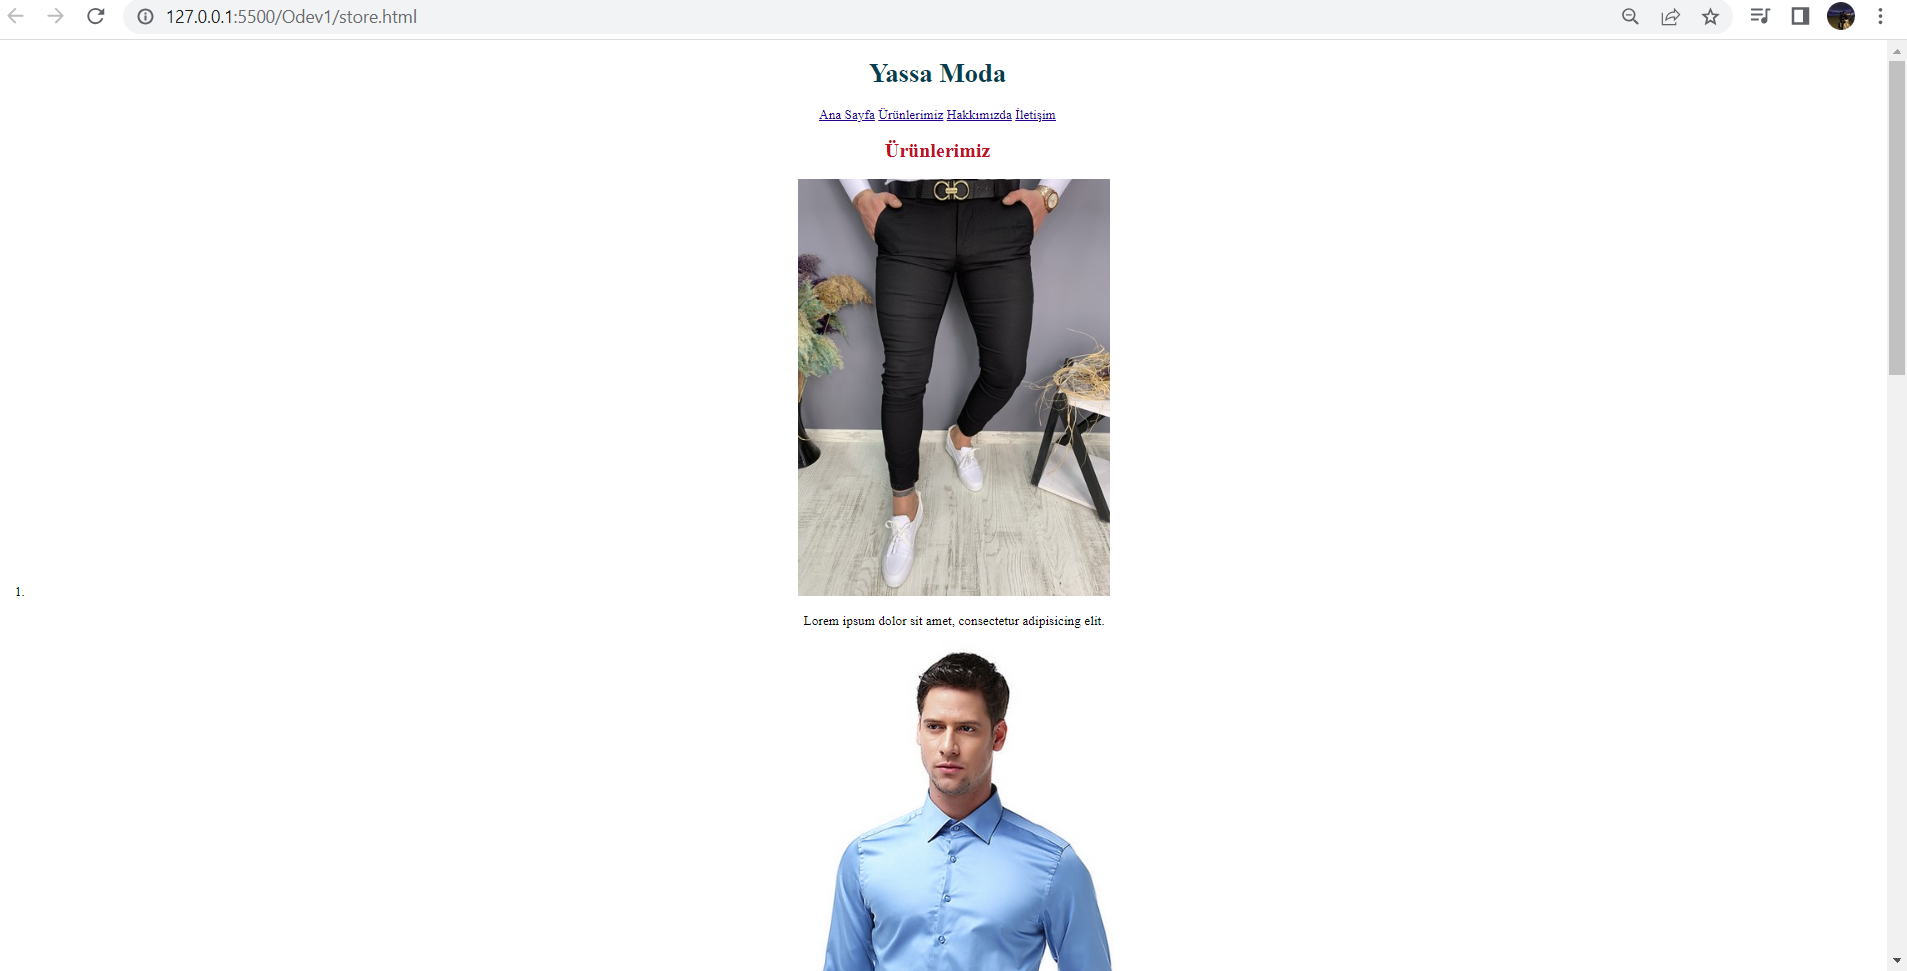 127.0.0.1:5500/Odev1/store.html
Yassa Moda
Ana Sayfa Ürünlerimiz Hakkımızda İletişim
Ürünlerimiz
1.
Lorem ipsum dolor sit amet, consectetur adipisicing elit.